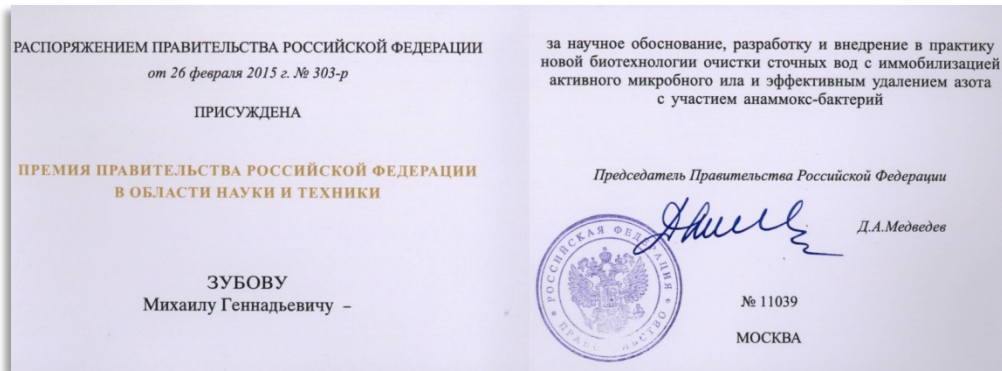 РАСПОРЯЖЕНИЕМ ПРАВИТЕЛЬСТВА РОССИЙСКОЙ ФЕДЕРАЦИИ
от 26 февраля 2015 г. № 303-р
ПРИСУЖДЕНА
ПРЕМИЯ ПРАВИТЕЛЬСТВА РОССИЙСКОЙ ФЕДЕРАЦИИ
В ОБЛАСТИ НАУКИ И ТЕХНИКИ
ЗУБОВУ
Михаилу Геннадьевичу –
за научное обоснование, разработку и внедрение в практику
новой биотехнологии очистки сточных вод с иммобилизацией
активного микробного ила и эффективным удалением азота
с участием анаммокс-бактерий
Председатель Правительства Российской Федерации
Д.А.Медведев
РОССИЙСКАЯ ФЕДЕРАЦИЯ
№ 11039
МОСКВА